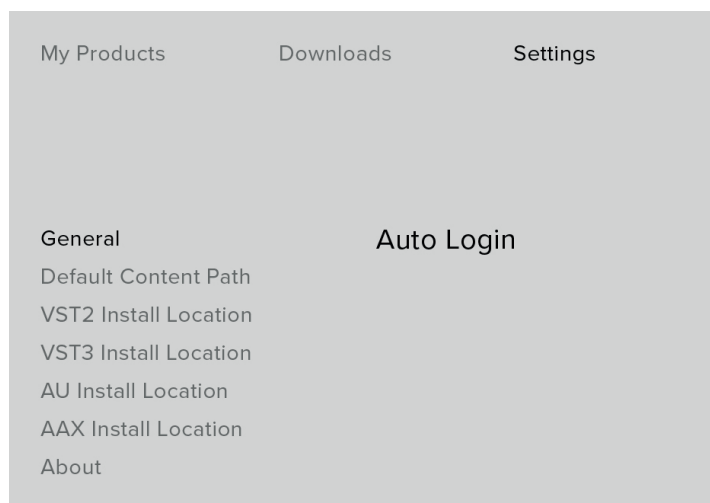 My Products
Downloads
Settings
General
Auto Login
Default Content Path
VST2 Install Location
VST3 Install Location
AU Install Location
AAX Install Location
About